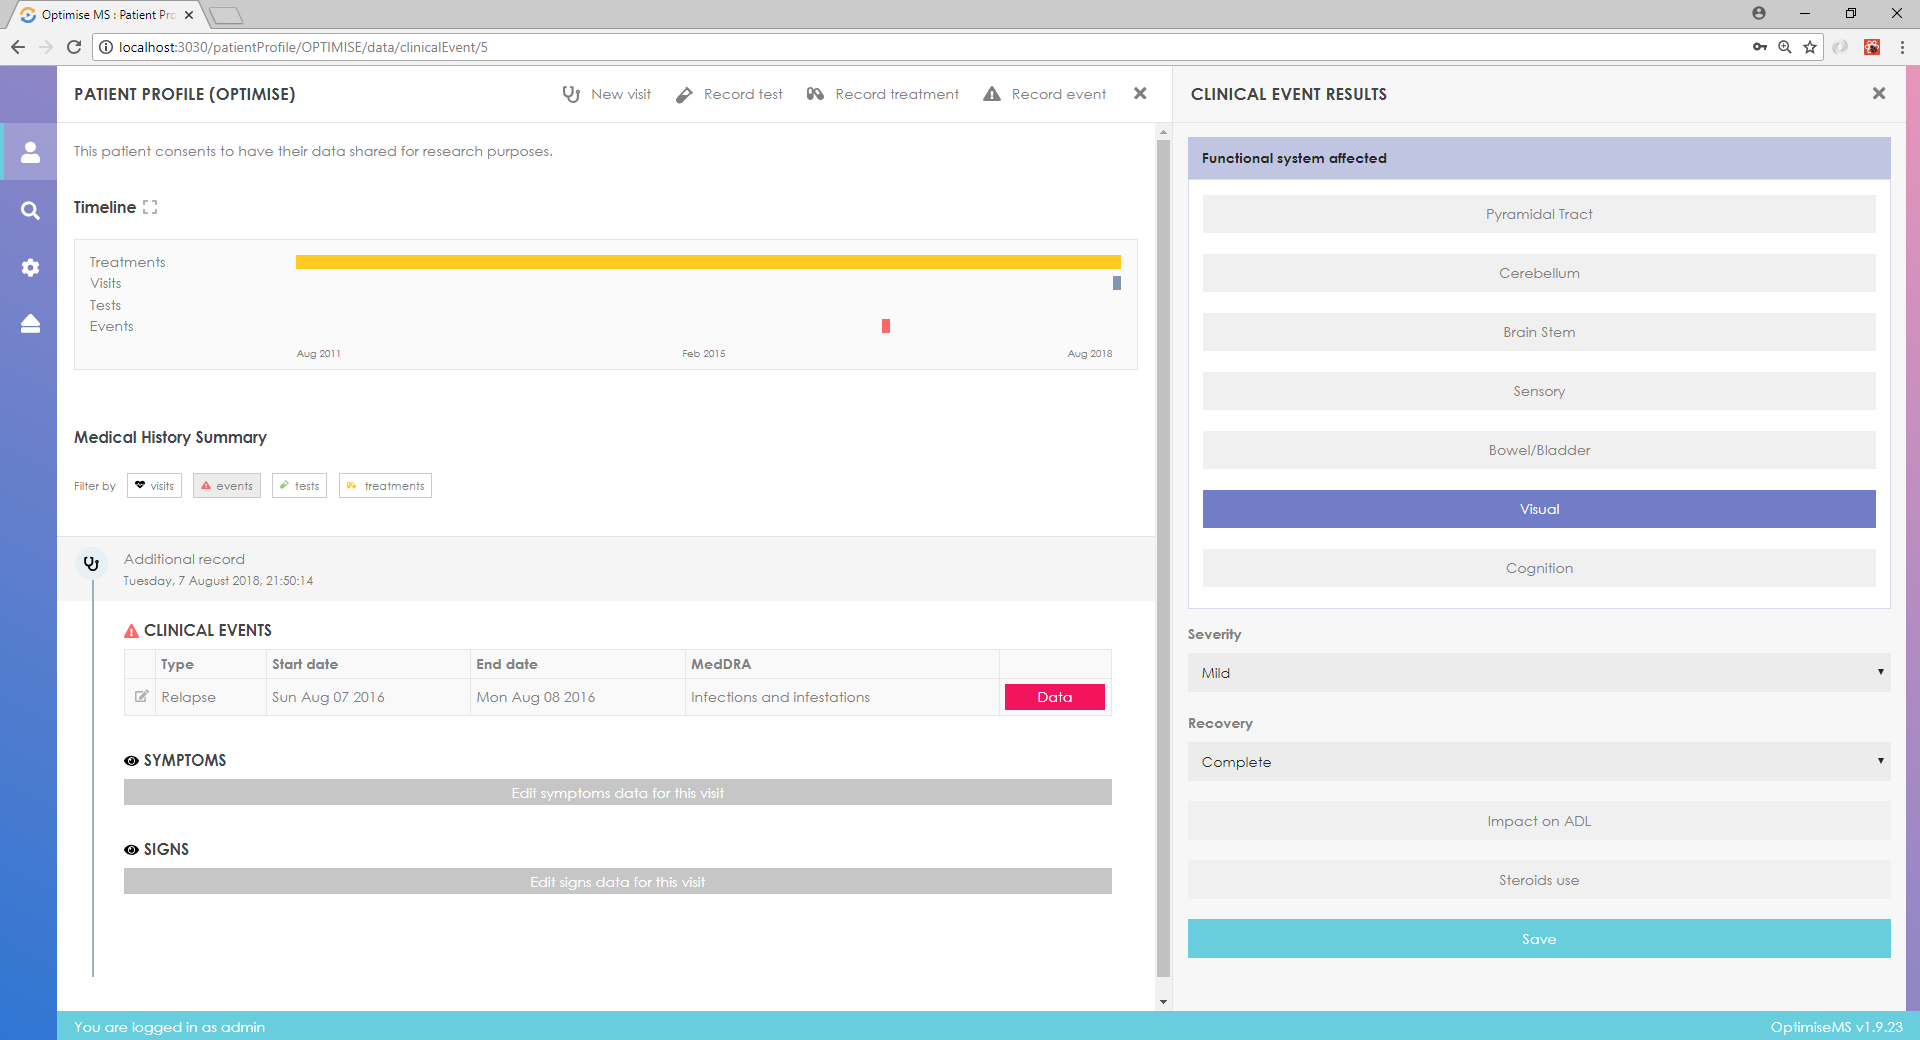 Optimise MS : Patient Pro
localhost:3030/patientProfile/OPTIMISE/data/clinicalEvent/5
PATIENT PROFILE (OPTIMISE)
New visit
Record test
Record treatment
Record event
This patient consents to have their data shared for research purposes.
Timeline
Treatments
Visits
Tests
Events
Aug 2011
Feb 2015
Aug 2018
Medical History Summary
Filter by
visits
events
tests
treatments
Additional record
Tuesday, 7 August 2018, 21:50:14
CLINICAL EVENTS
Type Start date End date MedDRA
Relapse Sun Aug 07 2016 Mon Aug 08 2016 Infections and infestations Data
SYMPTOMS
Edit symptoms data for this visit
SIGNS
Edit signs data for this visit
CLINICAL EVENT RESULTS
Functional system affected
Pyramidal Tract
Cerebellum
Brain Stem
Sensory
Bowel/Bladder
Visual
Cognition
Severity
Mild
Recovery
Complete
Impact on ADL
Steroids use
Save
You are logged in as admin
OptimiseMS v1.9.23